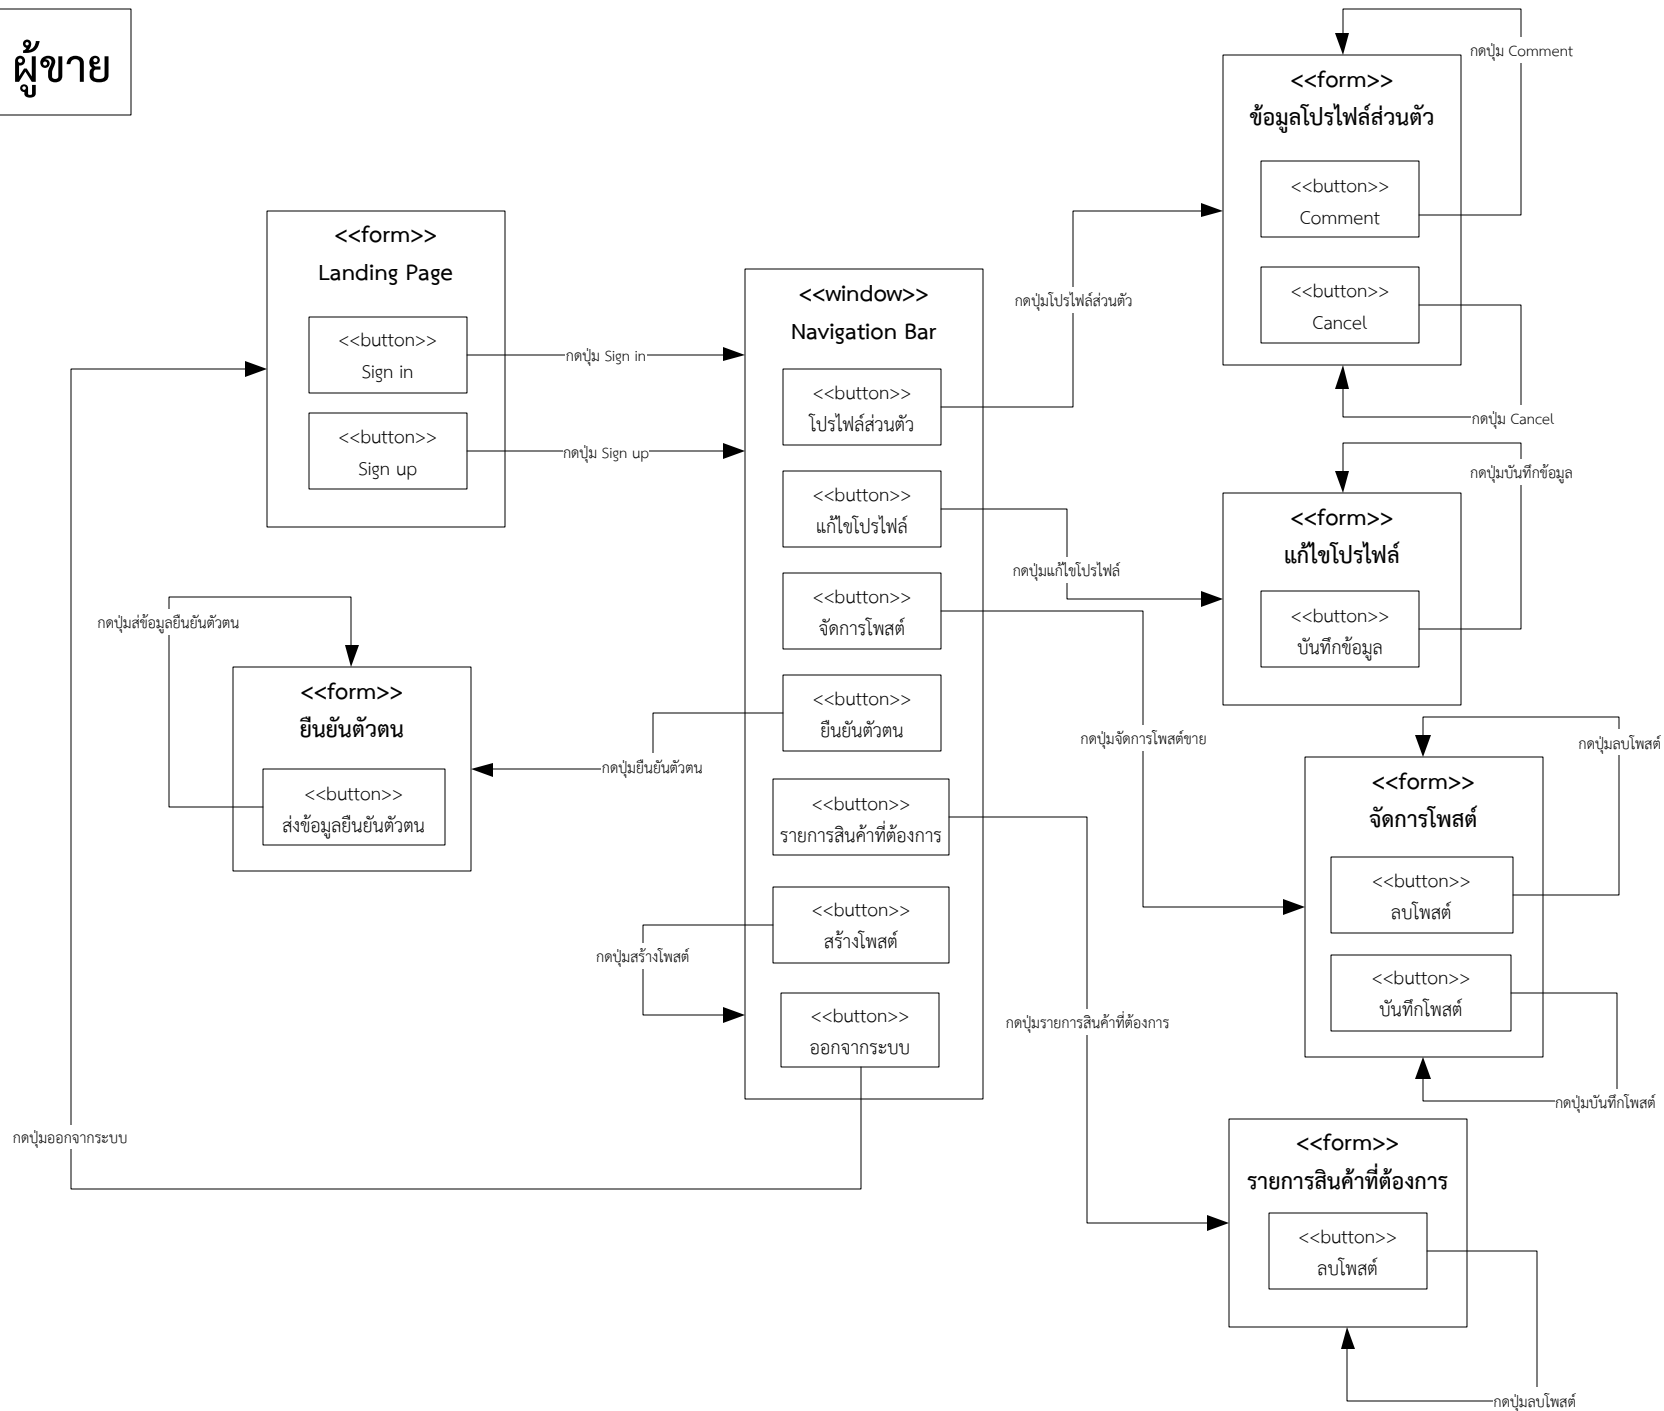 ผู้ขาย
<<form>>
Landing Page
<<button>>
Sign in
<<button>>
Sign up
กดปุ่ม Sign in
กดปุ่ม Sign up
<<window>>
Navigation Bar
<<button>>
โปรไฟล์ส่วนตัว
<<button>>
แก้ไขโปรไฟล์
<<button>>
จัดการโพสต์
<<button>>
ยืนยันตัวตน
<<button>>
รายการสินค้าที่ต้องการ
<<button>>
สร้างโพสต์
<<button>>
ออกจากระบบ
กดปุ่มส่ข้อมูลยืนยันตัวตน
<<form>>
ยืนยันตัวตน
<<button>>
ส่งข้อมูลยืนยันตัวตน
กดปุ่มยืนยันตัวตน
กดปุ่มสร้างโพสต์
กดปุ่มออกจากระบบ
กดปุ่มโปรไฟล์ส่วนตัว
กดปุ่มแก้ไขโปรไฟล์
กดปุ่มจัดการโพสต์ขาย
กดปุ่มรายการสินค้าที่ต้องการ
กดปุ่ม Comment
<<form>>
ข้อมูลโปรไฟล์ส่วนตัว
<<button>>
Comment
<<button>>
Cancel
กดปุ่ม Cancel
กดปุ่มบันทึกข้อมูล
<<form>>
แก้ไขโปรไฟล์
<<button>>
บันทึกข้อมูล
กดปุ่มลบโพสต์
<<form>>
จัดการโพสต์
<<button>>
ลบโพสต์
<<button>>
บันทึกโพสต์
กดปุ่มบันทึกโพสต์
<<form>>
รายการสินค้าที่ต้องการ
<<button>>
ลบโพสต์
กดปุ่มลบโพสต์